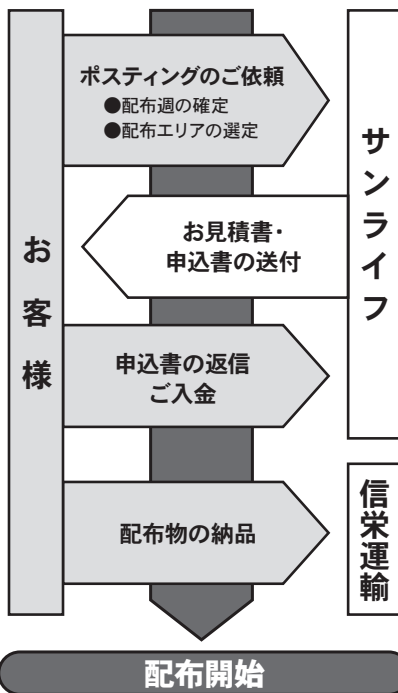 ポスティングのご依頼
●配布週の確定
●配布エリアの選定
お見積書・
申込書の送付
申込書の返信
ご入金
配布物の納品
お客様
サンライフ
信栄運輸
配布開始